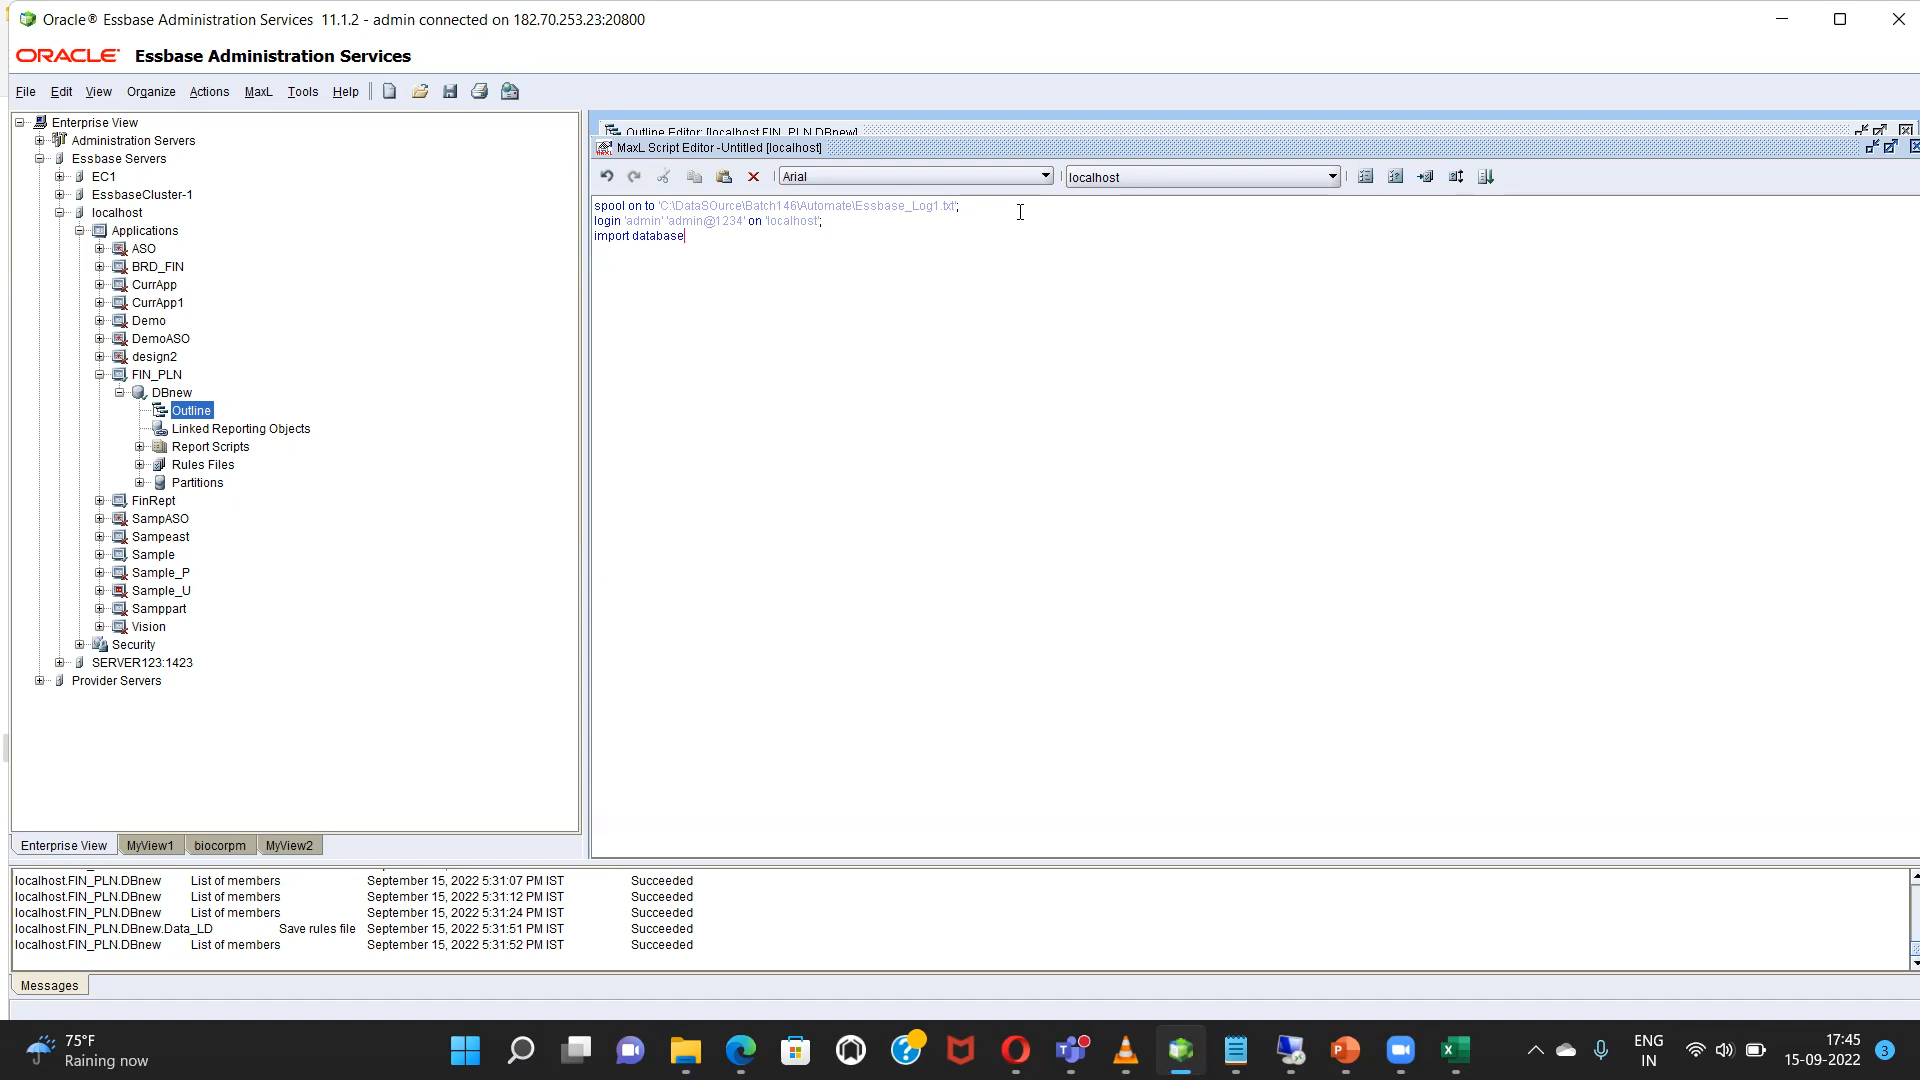 Oracle® Essbase Administration Services 11.1.2 - admin connected on 182.70.253.23:20800
ORACLE Essbase Administration Services
File Edit View Organize Actions MaxL Tools Help
Enterprise View
Administration Servers
Essbase Servers
EC1
EssbaseCluster-1
localhost
Applications
ASO
BRD_FIN
CurrApp
CurrApp1
Demo
DemoASO
design2
FIN_PLN
DBnew
Outline
Linked Reporting Objects
Report Scripts
Rules Files
Partitions
FinRept
SampASO
Sampeast
Sample
Sample_P
Sample_U
Samppart
Vision
Security
SERVER123:1423
Provider Servers
Enterprise View MyView1 biocorpm MyView2
Outline Editor: [localhost.FIN_PLN.DBnew]
MaxL Script Editor -Untitled [localhost]
Arial localhost
spool on to 'C:\DataSOurce\Batch146\Automate\Essbase_Log1.txt';
login 'admin' 'admin@1234' on 'localhost';
import database
localhost.FIN_PLN.DBnew List of members September 15, 2022 5:31:07 PM IST Succeeded
localhost.FIN_PLN.DBnew List of members September 15, 2022 5:31:12 PM IST Succeeded
localhost.FIN_PLN.DBnew List of members September 15, 2022 5:31:24 PM IST Succeeded
localhost.FIN_PLN.DBnew.Data_LD Save rules file September 15, 2022 5:31:51 PM IST Succeeded
localhost.FIN_PLN.DBnew List of members September 15, 2022 5:31:52 PM IST Succeeded
Messages
75°F
Raining now
ENG
IN
17:45
15-09-2022
3